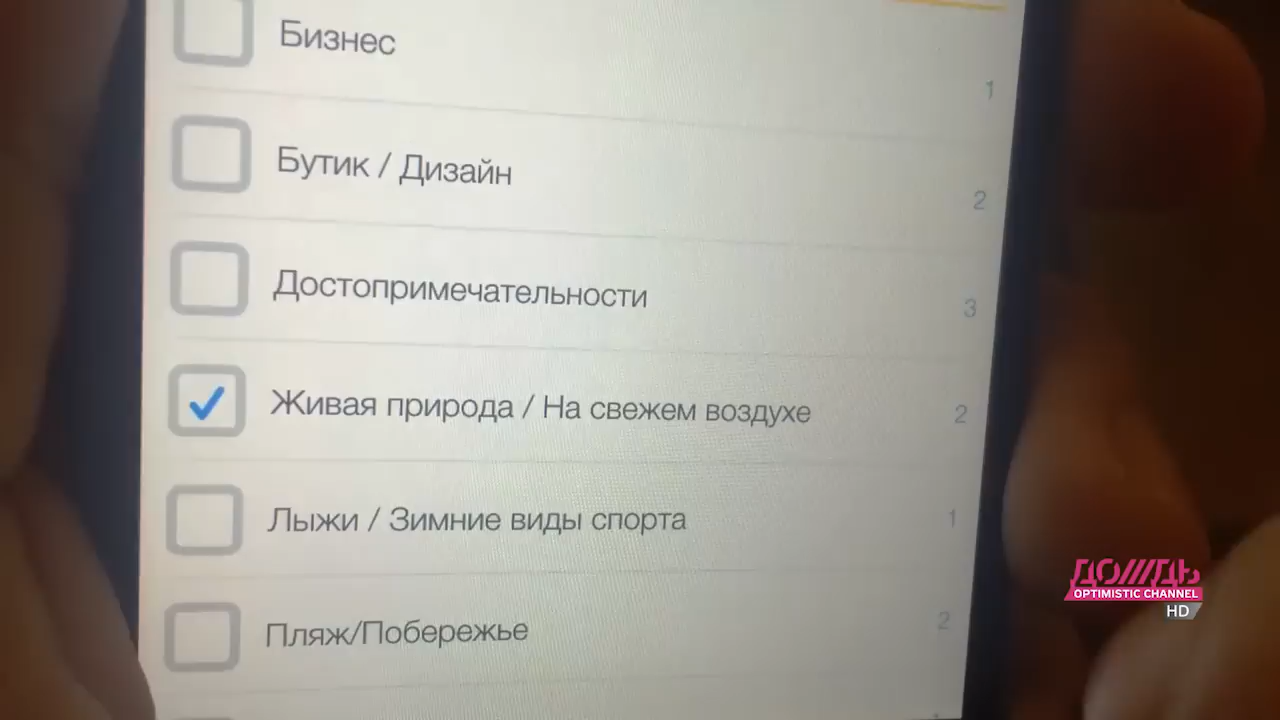 Бизнес
1
Бутик / Дизайн
2
Достопримечательности
3
Живая природа / На свежем воздухе
2
Лыжи / Зимние виды спорта
1
Пляж/Побережье
2
ДОЖДЬ
OPTIMISTIC CHANNEL
HD